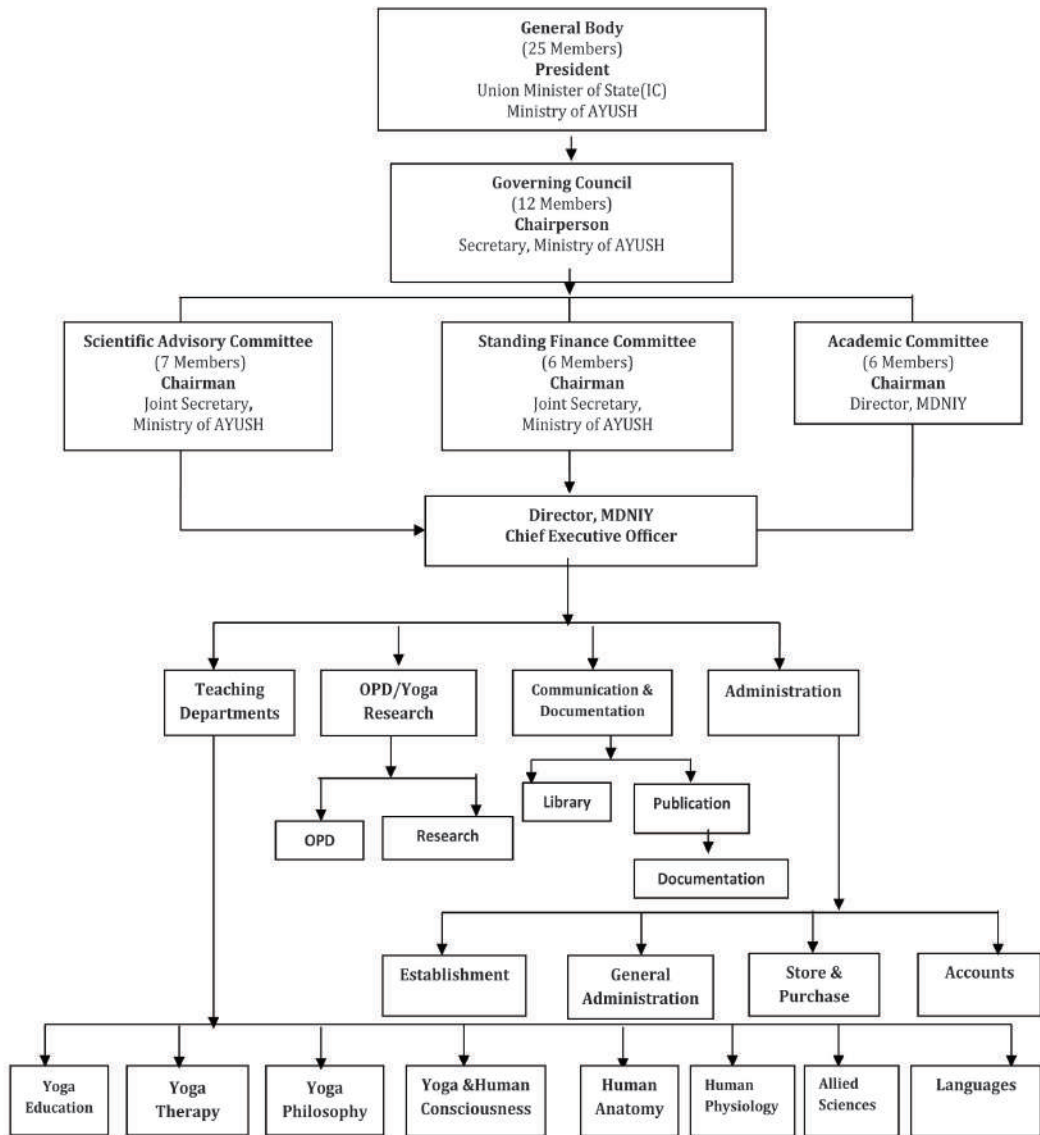 General Body
(25 Members)
President
Union Minister of State(IC)
Ministry of AYUSH
Governing Council
(12 Members)
Chairperson
Secretary, Ministry of AYUSH
Scientific Advisory Committee
(7 Members)
Chairman
Joint Secretary,
Ministry of AYUSH
Standing Finance Committee
(6 Members)
Chairman
Joint Secretary,
Ministry of AYUSH
Academic Committee
(6 Members)
Chairman
Director, MDNIY
Director, MDNIY
Chief Executive Officer
Teaching
Departments
OPD/Yoga
Research
Communication &
Documentation
Administration
OPD
Research
Library
Publication
Documentation
Establishment
General
Administration
Store &
Purchase
Accounts
Yoga
Education
Yoga
Therapy
Yoga
Philosophy
Yoga &Human
Consciousness
Human
Anatomy
Human
Physiology
Allied
Sciences
Languages